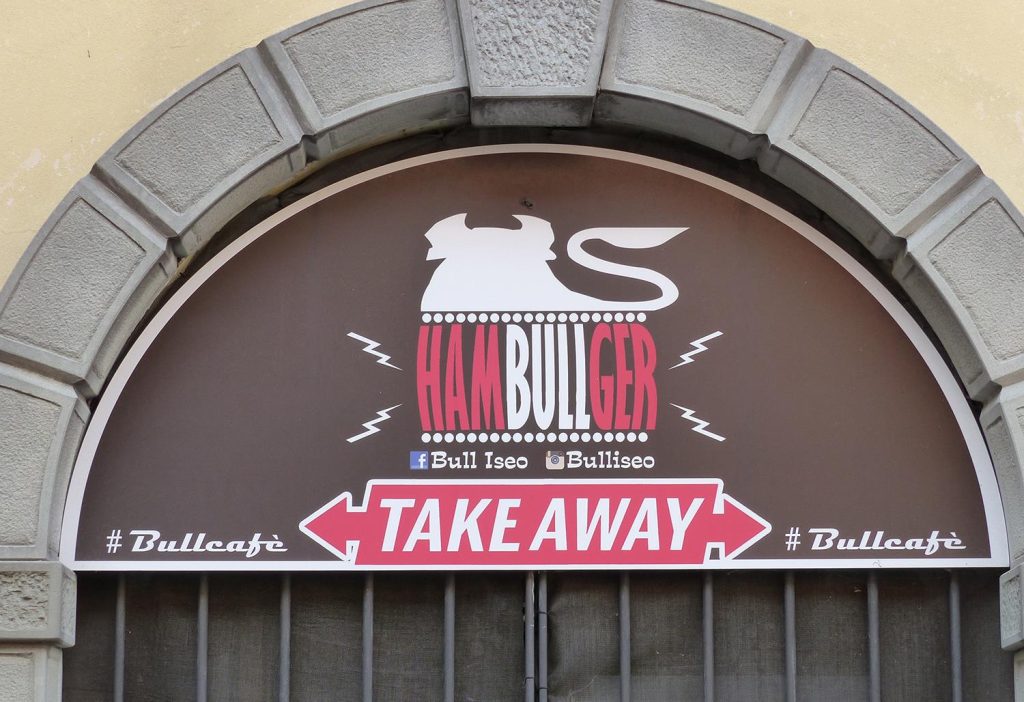 HAMBULLGER
Bull Iseo Bulliseo
TAKE AWAY
# Bullcafè # Bullcafè